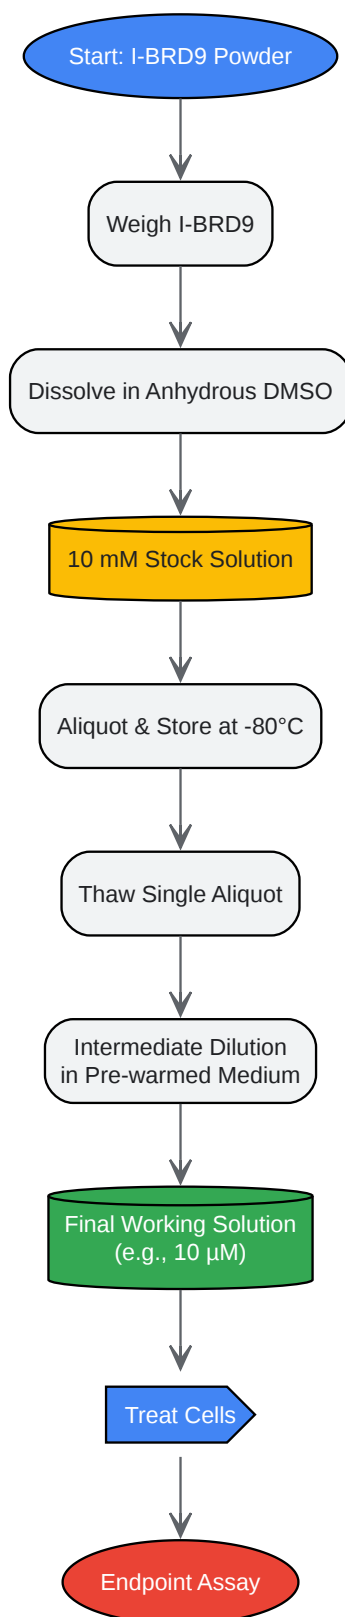 Start: I-BRD9 Powder
Weigh I-BRD9
Dissolve in Anhydrous DMSO
10 mM Stock Solution
Aliquot & Store at -80°C
Thaw Single Aliquot
Intermediate Dilution
in Pre-warmed Medium
Final Working Solution
(e.g., 10 µM)
Treat Cells
Endpoint Assay